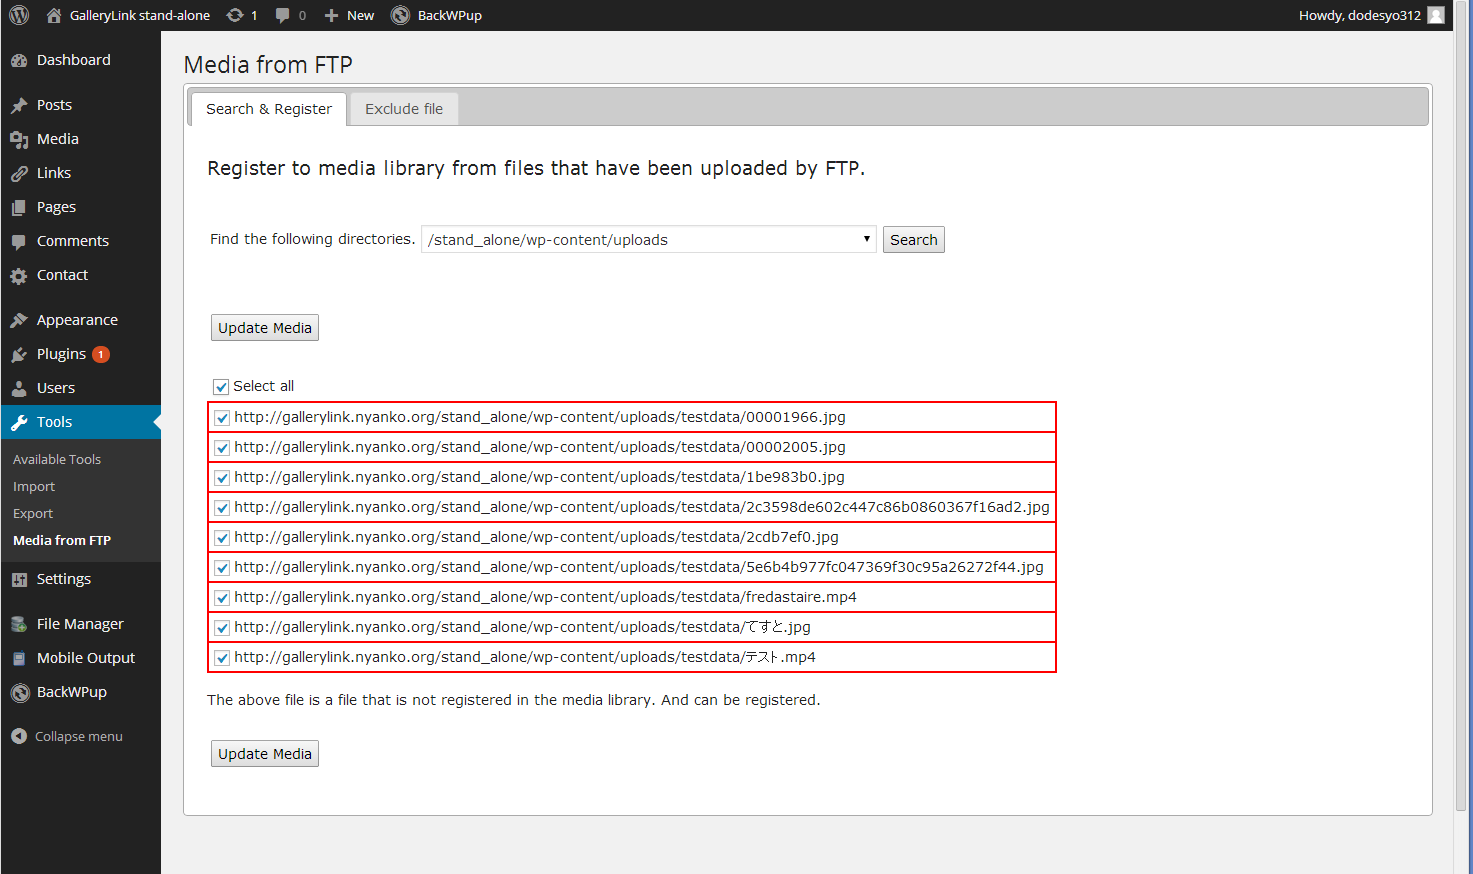 GalleryLink stand-alone 1 0 New BackWPup Howdy, dodesyo312
Dashboard
Posts
Media
Links
Pages
Comments
Contact
Appearance
Plugins 1
Users
Tools
Available Tools
Import
Export
Media from FTP
Settings
File Manager
Mobile Output
BackWPup
Collapse menu
Media from FTP
Search & Register Exclude file
Register to media library from files that have been uploaded by FTP.
Find the following directories. /stand_alone/wp-content/uploads Search
Update Media
Select all
http://gallerylink.nyanko.org/stand_alone/wp-content/uploads/testdata/00001966.jpg
http://gallerylink.nyanko.org/stand_alone/wp-content/uploads/testdata/00002005.jpg
http://gallerylink.nyanko.org/stand_alone/wp-content/uploads/testdata/1be983b0.jpg
http://gallerylink.nyanko.org/stand_alone/wp-content/uploads/testdata/2c3598de602c447c86b0860367f16ad2.jpg
http://gallerylink.nyanko.org/stand_alone/wp-content/uploads/testdata/2cdb7ef0.jpg
http://gallerylink.nyanko.org/stand_alone/wp-content/uploads/testdata/5e6b4b977fc047369f30c95a26272f44.jpg
http://gallerylink.nyanko.org/stand_alone/wp-content/uploads/testdata/fredastaire.mp4
http://gallerylink.nyanko.org/stand_alone/wp-content/uploads/testdata/てすと.jpg
http://gallerylink.nyanko.org/stand_alone/wp-content/uploads/testdata/テスト.mp4
The above file is a file that is not registered in the media library. And can be registered.
Update Media